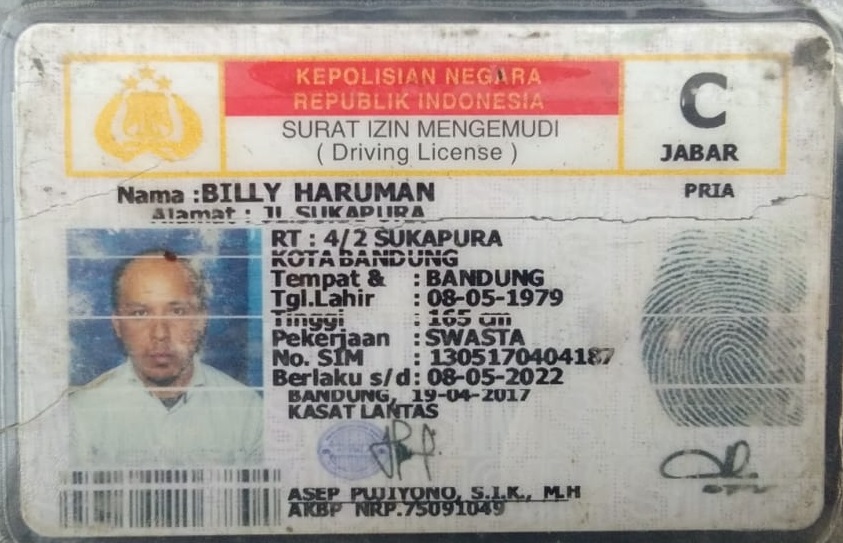 KEPOLISIAN NEGARA
REPUBLIK INDONESIA
SURAT IZIN MENGEMUDI
( Driving License )
C
JABAR
Nama : BILLY HARUMAN
PRIA
Alamat : JL.SUKAPURA
RT : 4/2 SUKAPURA
KOTA BANDUNG
Tempat & : BANDUNG
Tgl.Lahir : 08-05-1979
Tinggi : 165 cm
Pekerjaan : SWASTA
No. SIM : 1305170404187
Berlaku s/d : 08-05-2022
BANDUNG, 19-04-2017
KASAT LANTAS
ASEP PUJIYONO, S.I.K., M.H
AKBP NRP.75091049